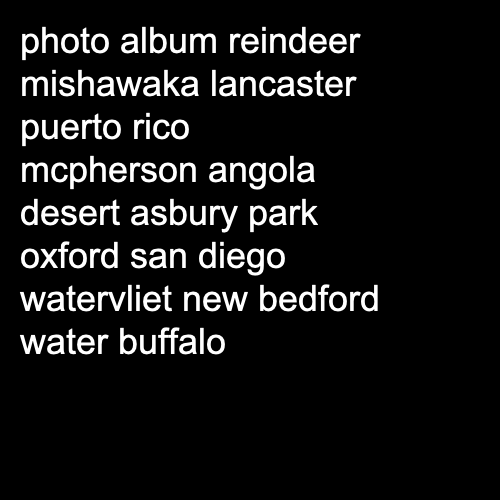 photo album reindeer
mishawaka lancaster
puerto rico
mcpherson angola
desert asbury park
oxford san diego
watervliet new bedford
water buffalo